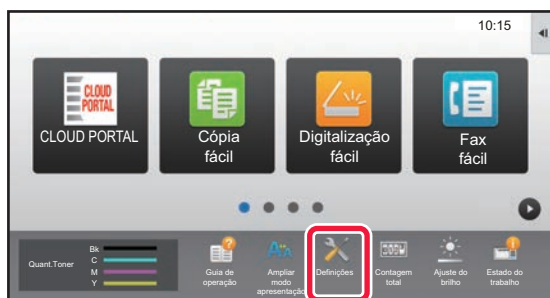 10:15
CLOUD
PORTAL
CLOUD PORTAL
Cópia
fácil
Digitalização
fácil
Fax
fácil
Quant.Toner
Bk
C
M
Y
Guia de
operação
Ampliar
modo
apresentação
Definições
Contagem
total
Ajuste do
brilho
Estado do
trabalho